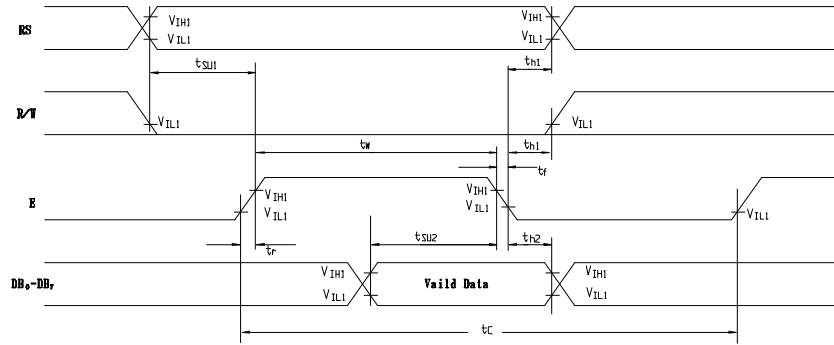 RS
VIH1
VIL1
VIH1
VIL1
tSU1
th1
R/W
VIL1
VIL1
tW
th1
tf
E
VIH1
VIL1
VIH1
VIL1
VIL1
tr
tSU2
th2
DB0-DB7
VIH1
VIL1
Vaild Data
VIH1
VIL1
tC